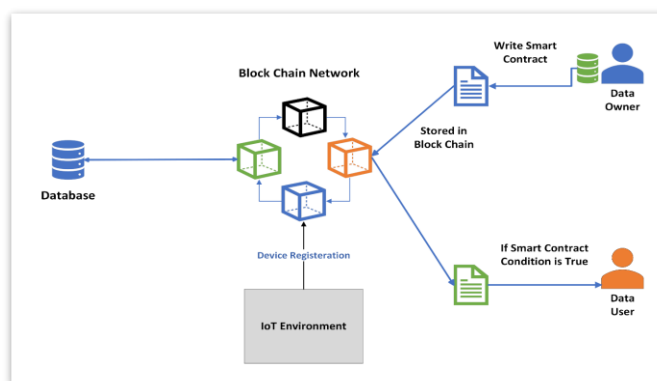 Write Smart
Contract
Data
Owner
Block Chain Network
Stored in
Block Chain
Database
Device Registeration
If Smart Contract
Condition is True
IoT Environment
Data
User